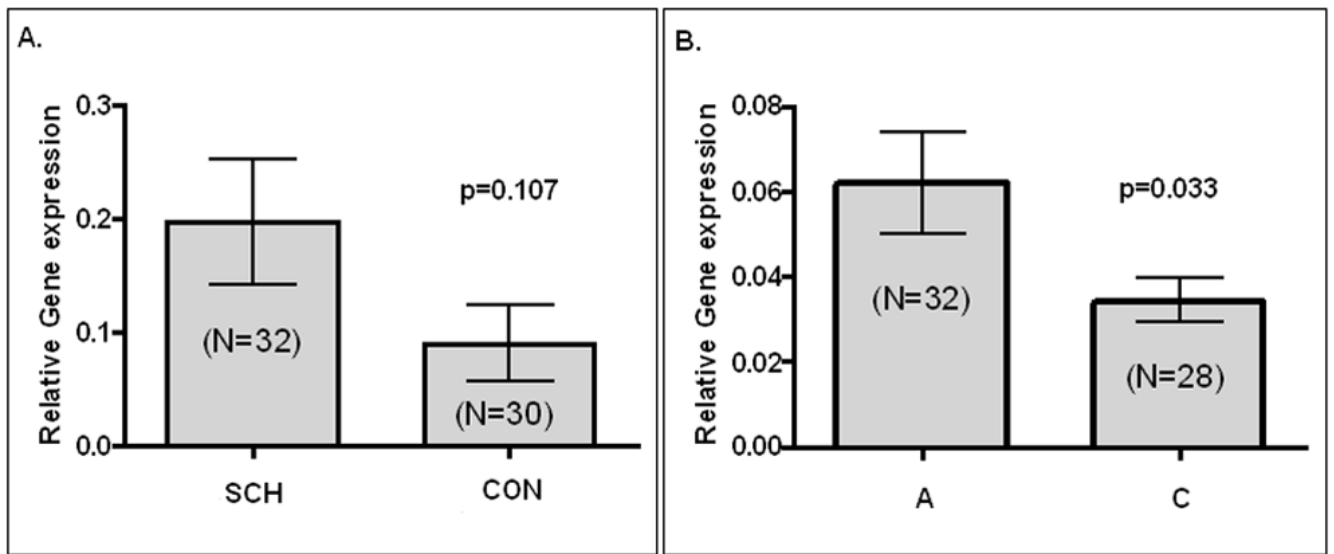 A.
Relative Gene expression
0.3
0.2
0.1
0.0
p=0.107
(N=32)
(N=30)
SCH
CON
B.
Relative Gene expression
0.08
0.06
0.04
0.02
0.00
p=0.033
(N=32)
(N=28)
A
C